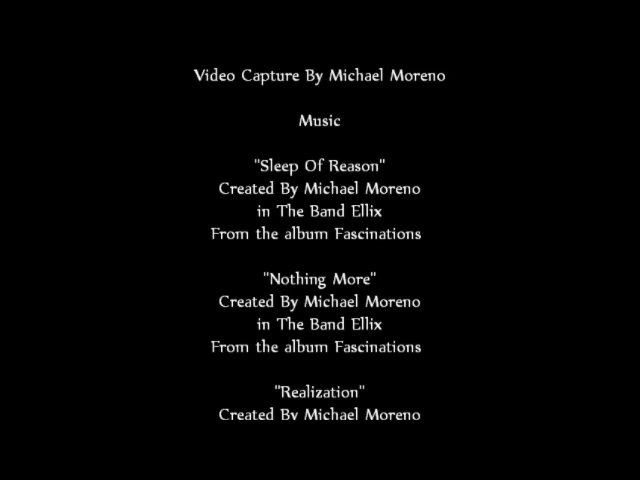 Video Capture By Michael Moreno
Music
"Sleep Of Reason"
Created By Michael Moreno
in The Band Ellix
From the album Fascinations
"Nothing More"
Created By Michael Moreno
in The Band Ellix
From the album Fascinations
"Realization"
Created By Michael Moreno